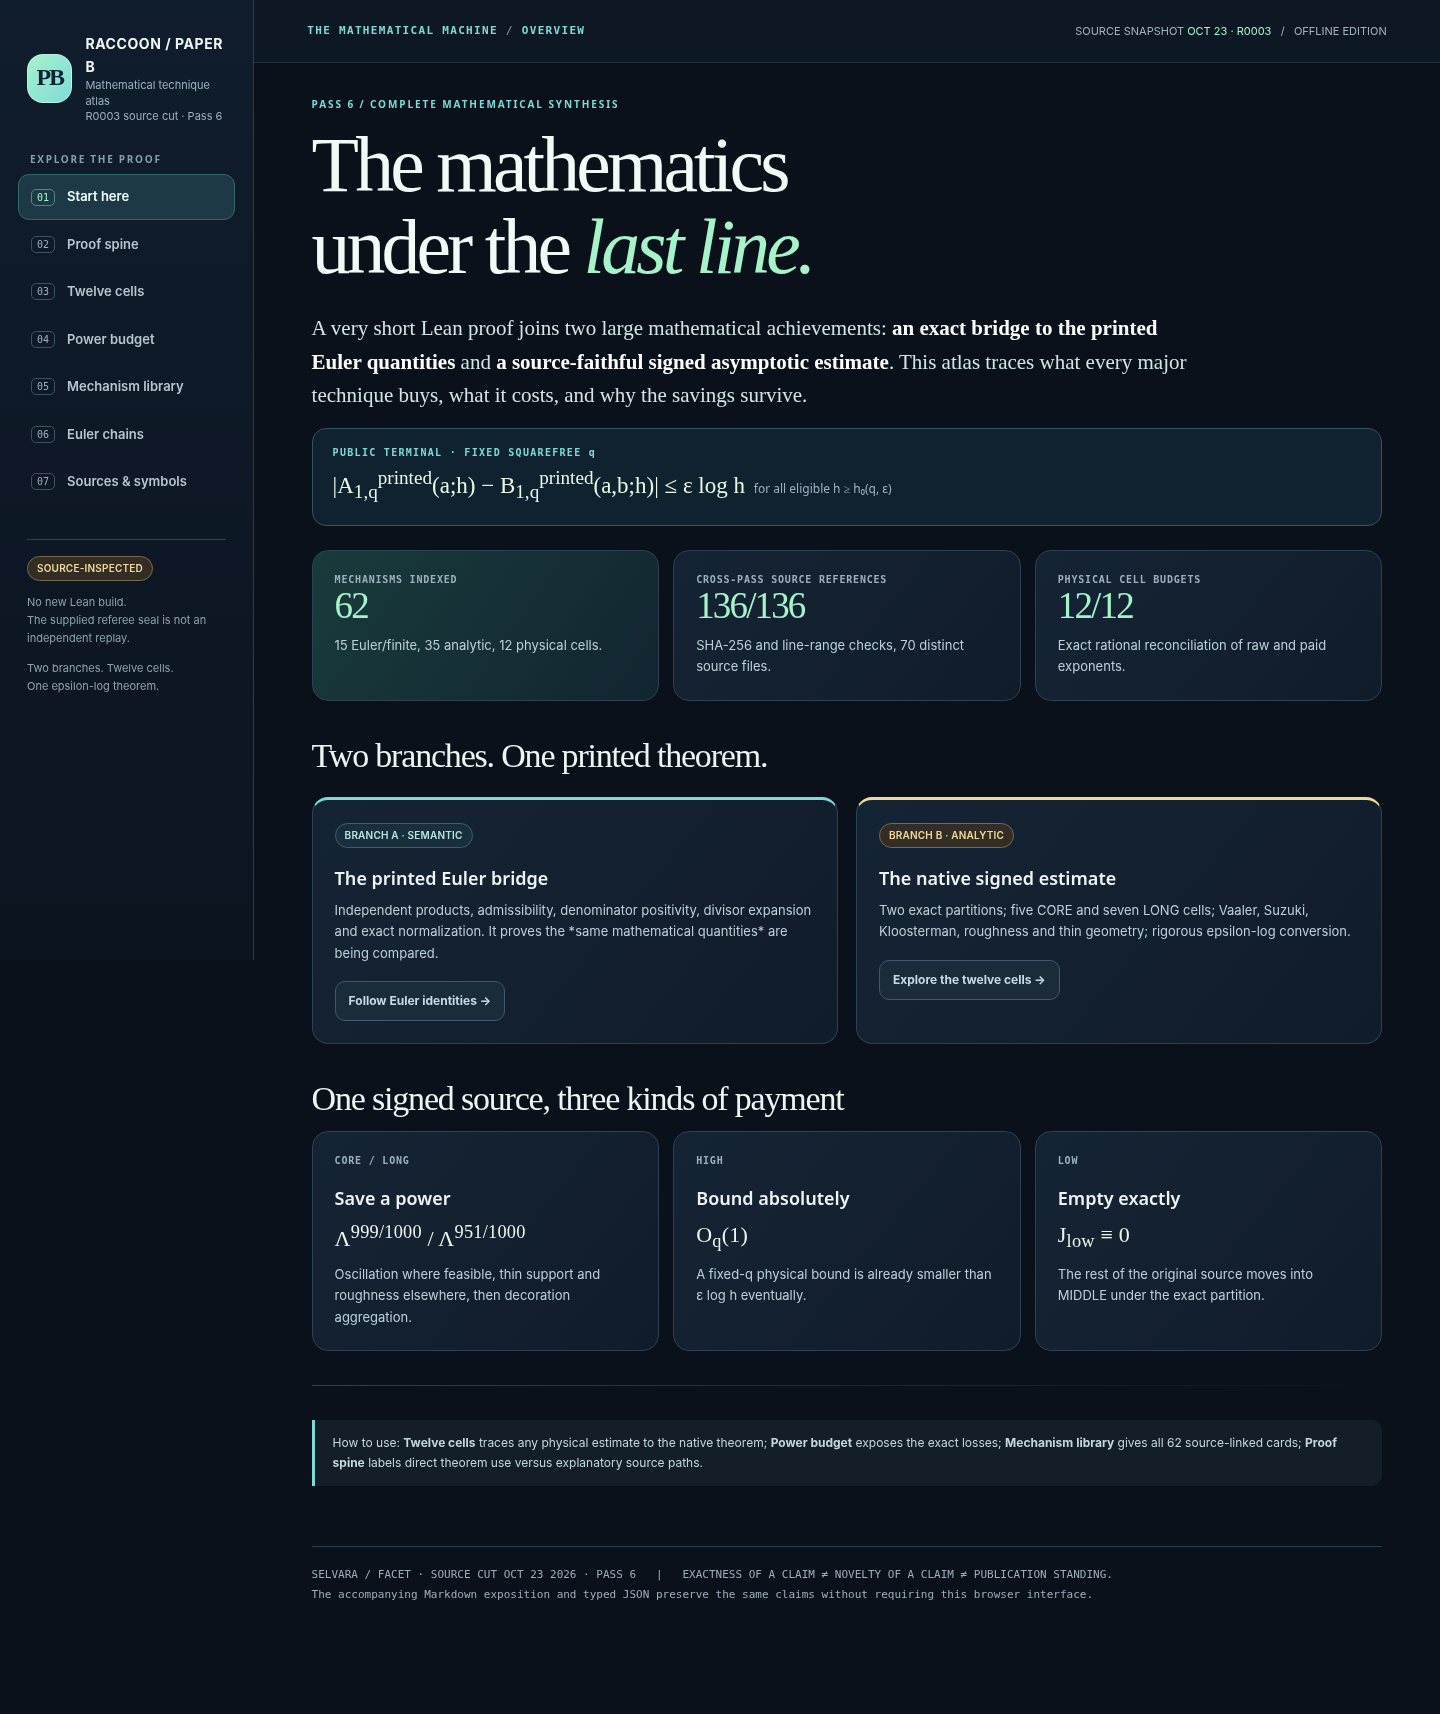 PB
RACCOON / PAPER
B
Mathematical technique
atlas
R0003 source cut · Pass 6
EXPLORE THE PROOF
01 Start here
02 Proof spine
03 Twelve cells
04 Power budget
05 Mechanism library
06 Euler chains
07 Sources & symbols
SOURCE-INSPECTED
No new Lean build.
The supplied referee seal is not an
independent replay.
Two branches. Twelve cells.
One epsilon-log theorem.
THE MATHEMATICAL MACHINE / OVERVIEW
SOURCE SNAPSHOT OCT 23 · R0003 / OFFLINE EDITION
PASS 6 / COMPLETE MATHEMATICAL SYNTHESIS
The mathematics
under the last line.
A very short Lean proof joins two large mathematical achievements: an exact bridge to the printed
Euler quantities and a source-faithful signed asymptotic estimate. This atlas traces what every major
technique buys, what it costs, and why the savings survive.
PUBLIC TERMINAL · FIXED SQUAREFREE q
|A1,qprinted(a;h) − B1,qprinted(a,b;h)| ≤ ε log h for all eligible h ≥ h₀(q, ε)
MECHANISMS INDEXED
62
15 Euler/finite, 35 analytic, 12 physical cells.
CROSS-PASS SOURCE REFERENCES
136/136
SHA-256 and line-range checks, 70 distinct
source files.
PHYSICAL CELL BUDGETS
12/12
Exact rational reconciliation of raw and paid
exponents.
Two branches. One printed theorem.
BRANCH A · SEMANTIC
The printed Euler bridge
Independent products, admissibility, denominator positivity, divisor expansion
and exact normalization. It proves the *same mathematical quantities* are
being compared.
Follow Euler identities →
BRANCH B · ANALYTIC
The native signed estimate
Two exact partitions; five CORE and seven LONG cells; Vaaler, Suzuki,
Kloosterman, roughness and thin geometry; rigorous epsilon-log conversion.
Explore the twelve cells →
One signed source, three kinds of payment
CORE / LONG
Save a power
Λ999/1000 / Λ951/1000
Oscillation where feasible, thin support and
roughness elsewhere, then decoration
aggregation.
HIGH
Bound absolutely
Oq(1)
A fixed-q physical bound is already smaller than
ε log h eventually.
LOW
Empty exactly
Jlow ≡ 0
The rest of the original source moves into
MIDDLE under the exact partition.
How to use: Twelve cells traces any physical estimate to the native theorem; Power budget exposes the exact losses; Mechanism library gives all 62 source-linked cards; Proof
spine labels direct theorem use versus explanatory source paths.
SELVARA / FACET · SOURCE CUT OCT 23 2026 · PASS 6 | EXACTNESS OF A CLAIM ≠ NOVELTY OF A CLAIM ≠ PUBLICATION STANDING.
The accompanying Markdown exposition and typed JSON preserve the same claims without requiring this browser interface.